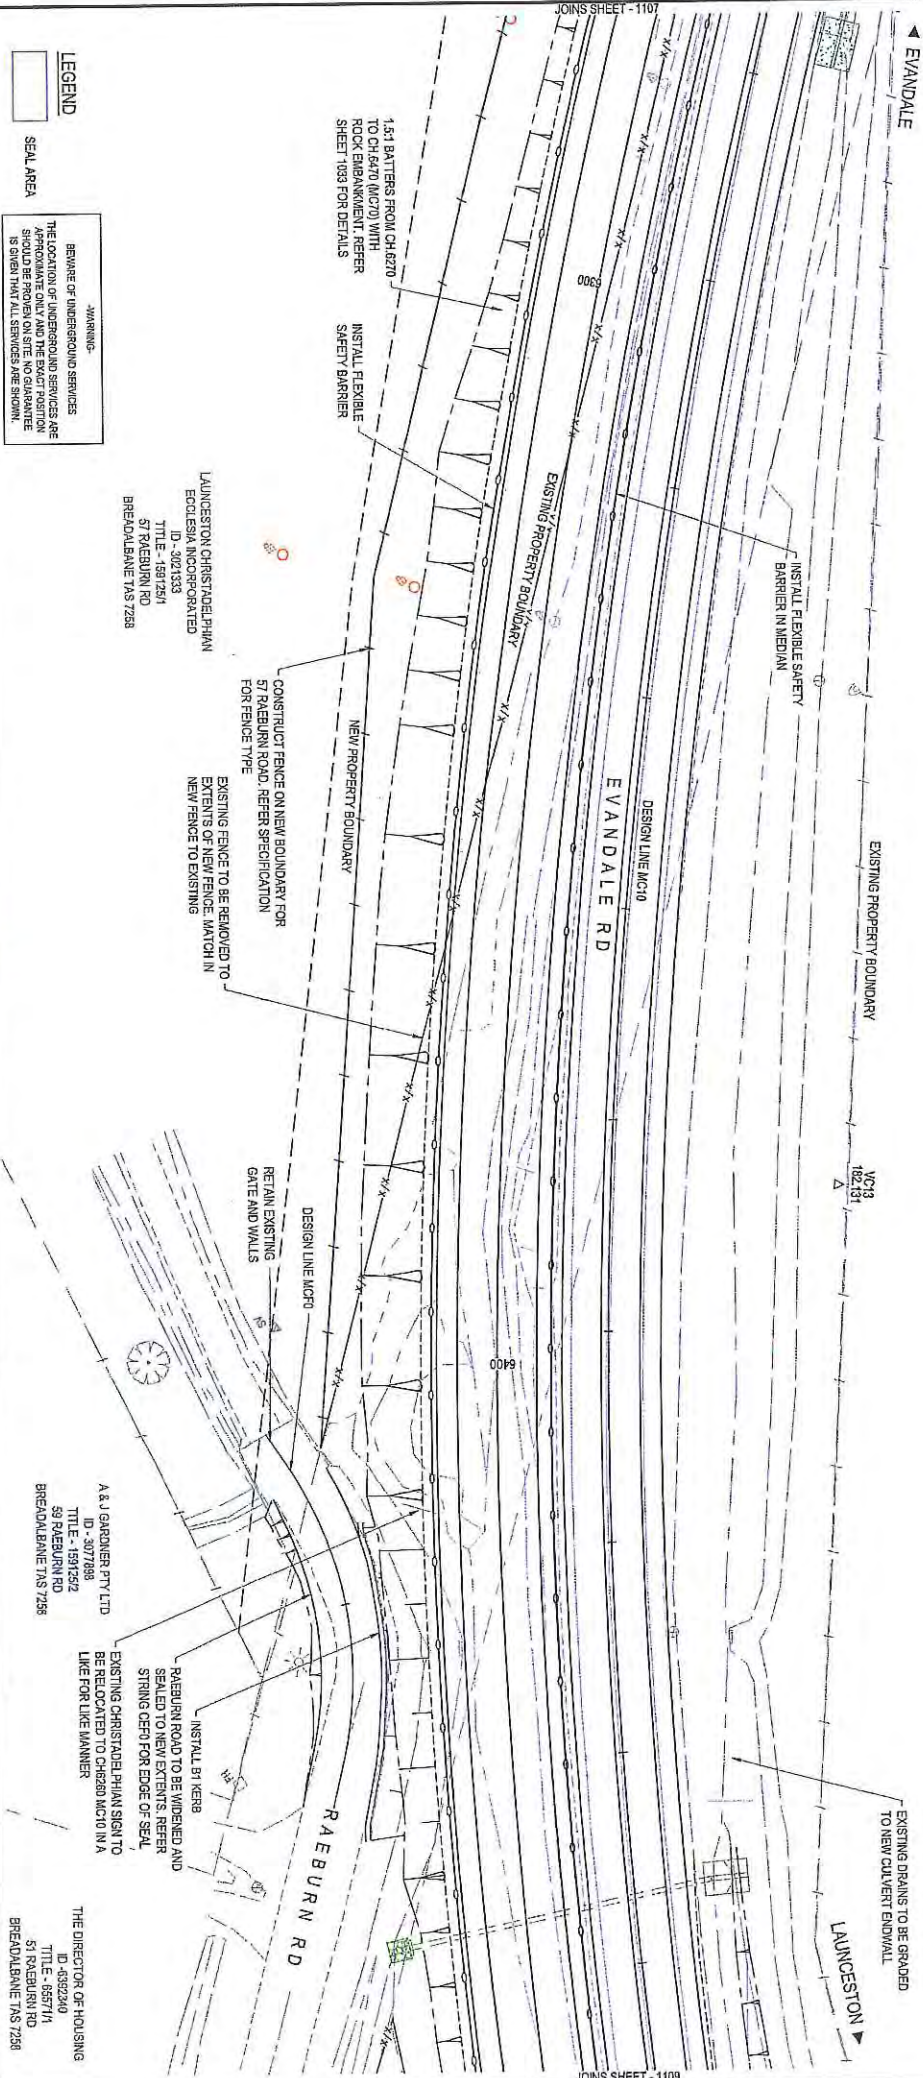 JOINS SHEET - 1107
◄ EVANDALE
INSTALL FLEXIBLE SAFETY
BARRIER IN MEDIAN
EXISTING PROPERTY BOUNDARY
VC13
182.131
EXISTING DRAINS TO BE GRADED
TO NEW CULVERT ENDWALL
LAUNCESTON ►
6300
EXISTING PROPERTY BOUNDARY
DESIGN LINE MC10
EVANDALE RD
6400
1.5:1 BATTERS FROM CH.6270
TO CH.6470 (MC70) WITH
ROCK EMBANKMENT. REFER
SHEET 1033 FOR DETAILS
INSTALL FLEXIBLE
SAFETY BARRIER
NEW PROPERTY BOUNDARY
CONSTRUCT FENCE ON NEW BOUNDARY FOR
57 RAEBURN ROAD. REFER SPECIFICATION
FOR FENCE TYPE
EXISTING FENCE TO BE REMOVED TO
EXTENTS OF NEW FENCE. MATCH IN
NEW FENCE TO EXISTING
DESIGN LINE MCF0
RETAIN EXISTING
GATE AND WALLS
SV
FH
INSTALL B1 KERB
RAEBURN ROAD TO BE WIDENED AND
SEALED TO NEW EXTENTS. REFER
STRING CEF0 FOR EDGE OF SEAL
EXISTING CHRISTADELPHIAN SIGN TO
BE RELOCATED TO CH6260 MC10 IN A
LIKE FOR LIKE MANNER
RAEBURN RD
LAUNCESTON CHRISTADELPHIAN
ECCLESIA INCORPORATED
ID - 3021333
TITLE - 159125/1
57 RAEBURN RD
BREADALBANE TAS 7258
A & J GARDNER PTY LTD
ID - 3077898
TITLE - 159125/2
59 RAEBURN RD
BREADALBANE TAS 7258
THE DIRECTOR OF HOUSING
ID -6392340
TITLE - 65571/1
51 RAEBURN RD
BREADALBANE TAS 7258
JOINS SHEET - 1109
LEGEND
SEAL AREA
-WARNING-
BEWARE OF UNDERGROUND SERVICES
THE LOCATION OF UNDERGROUND SERVICES ARE
APPROXIMATE ONLY AND THE EXACT POSITION
SHOULD BE PROVEN ON SITE. NO GUARANTEE
IS GIVEN THAT ALL SERVICES ARE SHOWN.